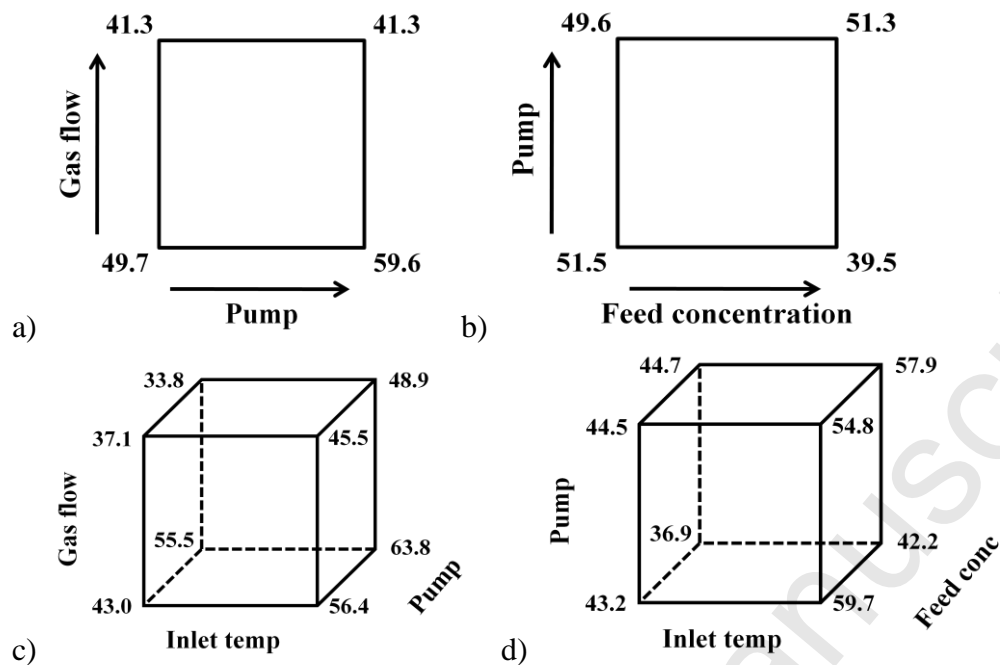 41.3 41.3
Gas flow
49.7 59.6
Pump
a)
49.6 51.3
Pump
51.5 39.5
Feed concentration
b)
33.8 48.9
37.1 45.5
Gas flow
55.5 63.8
Pump
43.0 56.4
Inlet temp
c)
44.7 57.9
44.5 54.8
Pump
36.9 42.2
Feed conc
43.2 59.7
Inlet temp
d)